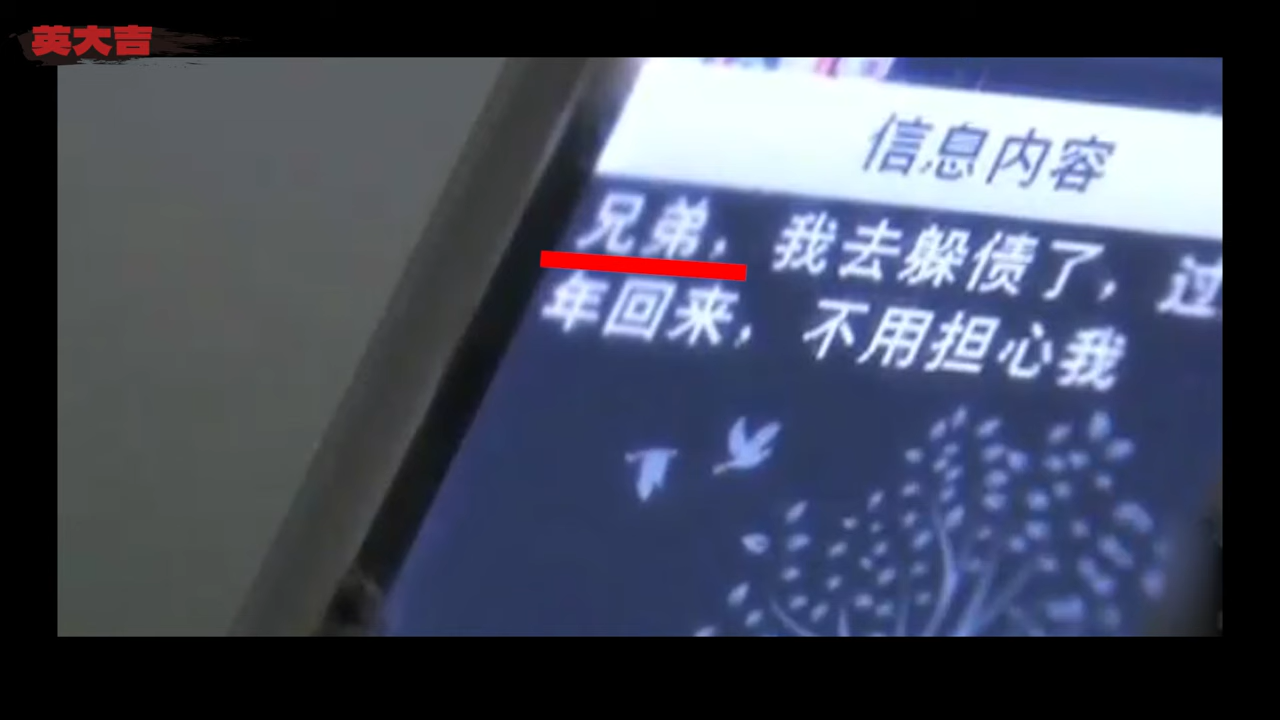 英大吉
信息内容
兄弟，我去躲债了，过
年回来，不用担心我